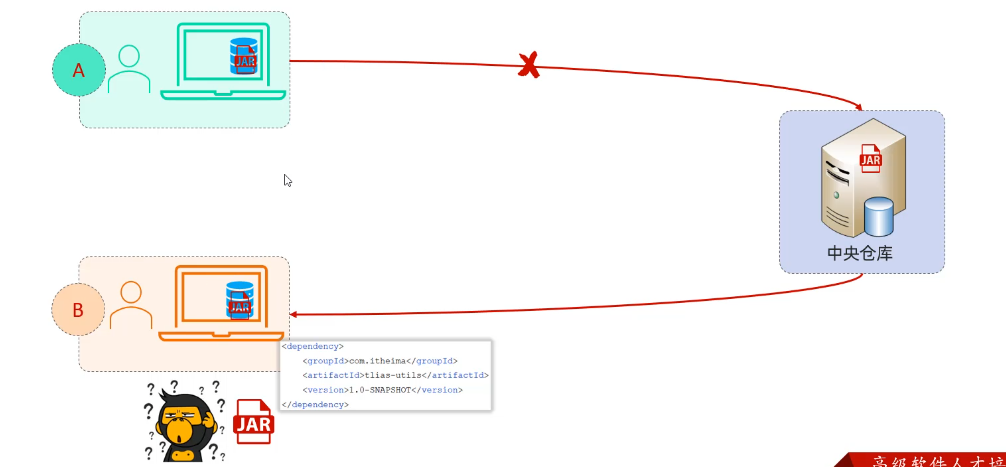 A
JAR
JAR
中央仓库
B
JAR
<dependency>
<groupId>com.itheima</groupId>
<artifactId>tlias-utils</artifactId>
<version>1.0-SNAPSHOT</version>
</dependency>
? ? ? ? ? ? ? ? ? ? ?
JAR
高级软件人才培